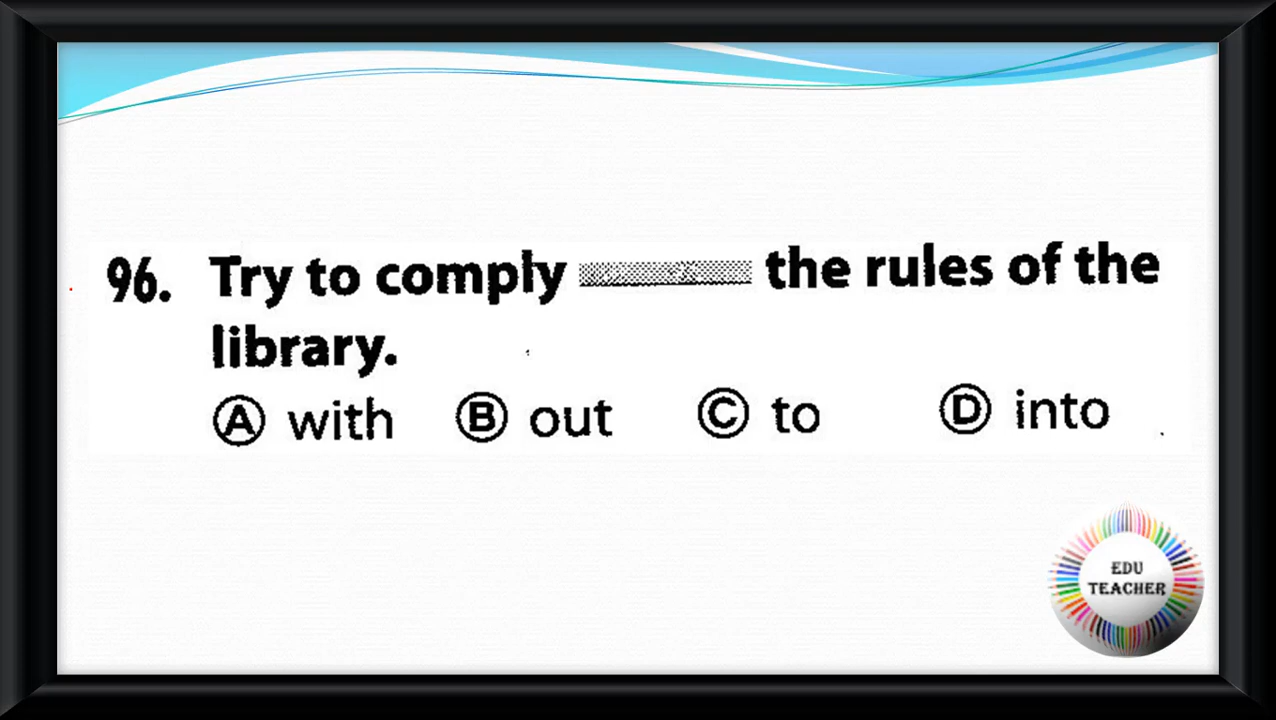 96. Try to comply the rules of the
library.
A with B out C to D into
EDU
TEACHER